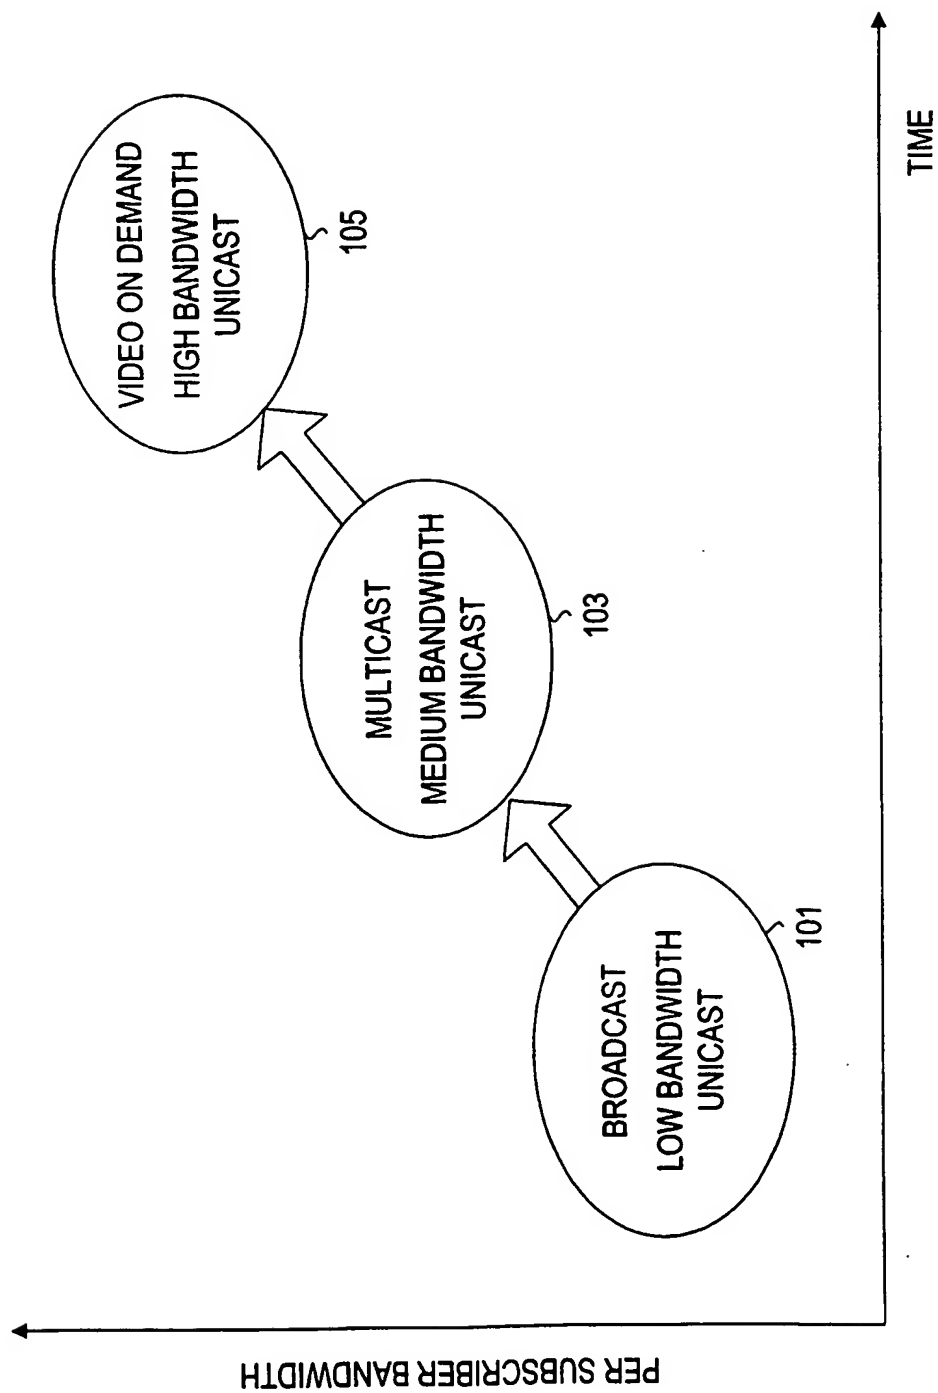 PER SUBSCRIBER BANDWIDTH
VIDEO ON DEMAND
HIGH BANDWIDTH
UNICAST
105
MULTICAST
MEDIUM BANDWIDTH
UNICAST
103
BROADCAST
LOW BANDWIDTH
UNICAST
101
TIME